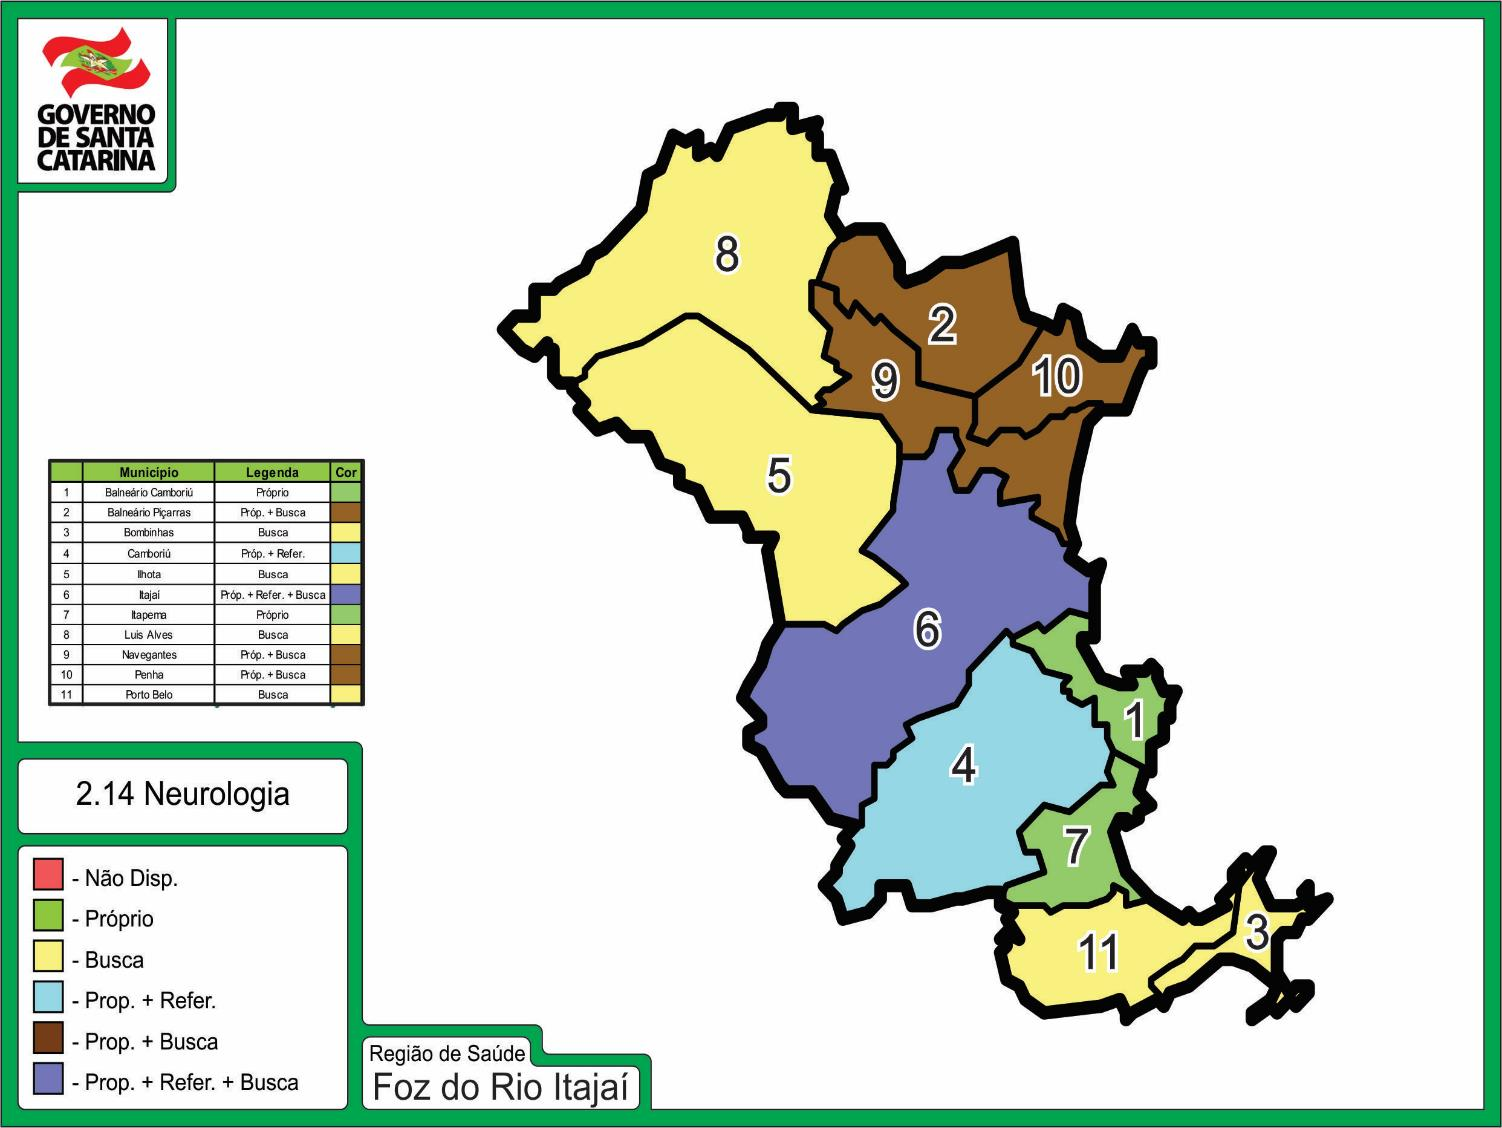 GOVERNO
DE SANTA
CATARINA
8
2
9
10
5
6
1
4
7
11
3
Município Legenda Cor
1 Balneário Camboriú Próprio
2 Balneário Piçarras Próp. + Busca
3 Bombinhas Busca
4 Camboriú Próp. + Refer.
5 Ilhota Busca
6 Itajaí Próp. + Refer. + Busca
7 Itapema Próprio
8 Luis Alves Busca
9 Navegantes Próp. + Busca
10 Penha Próp. + Busca
11 Porto Belo Busca
2.14 Neurologia
- Não Disp.
- Próprio
- Busca
- Prop. + Refer.
- Prop. + Busca
- Prop. + Refer. + Busca
Região de Saúde
Foz do Rio Itajaí